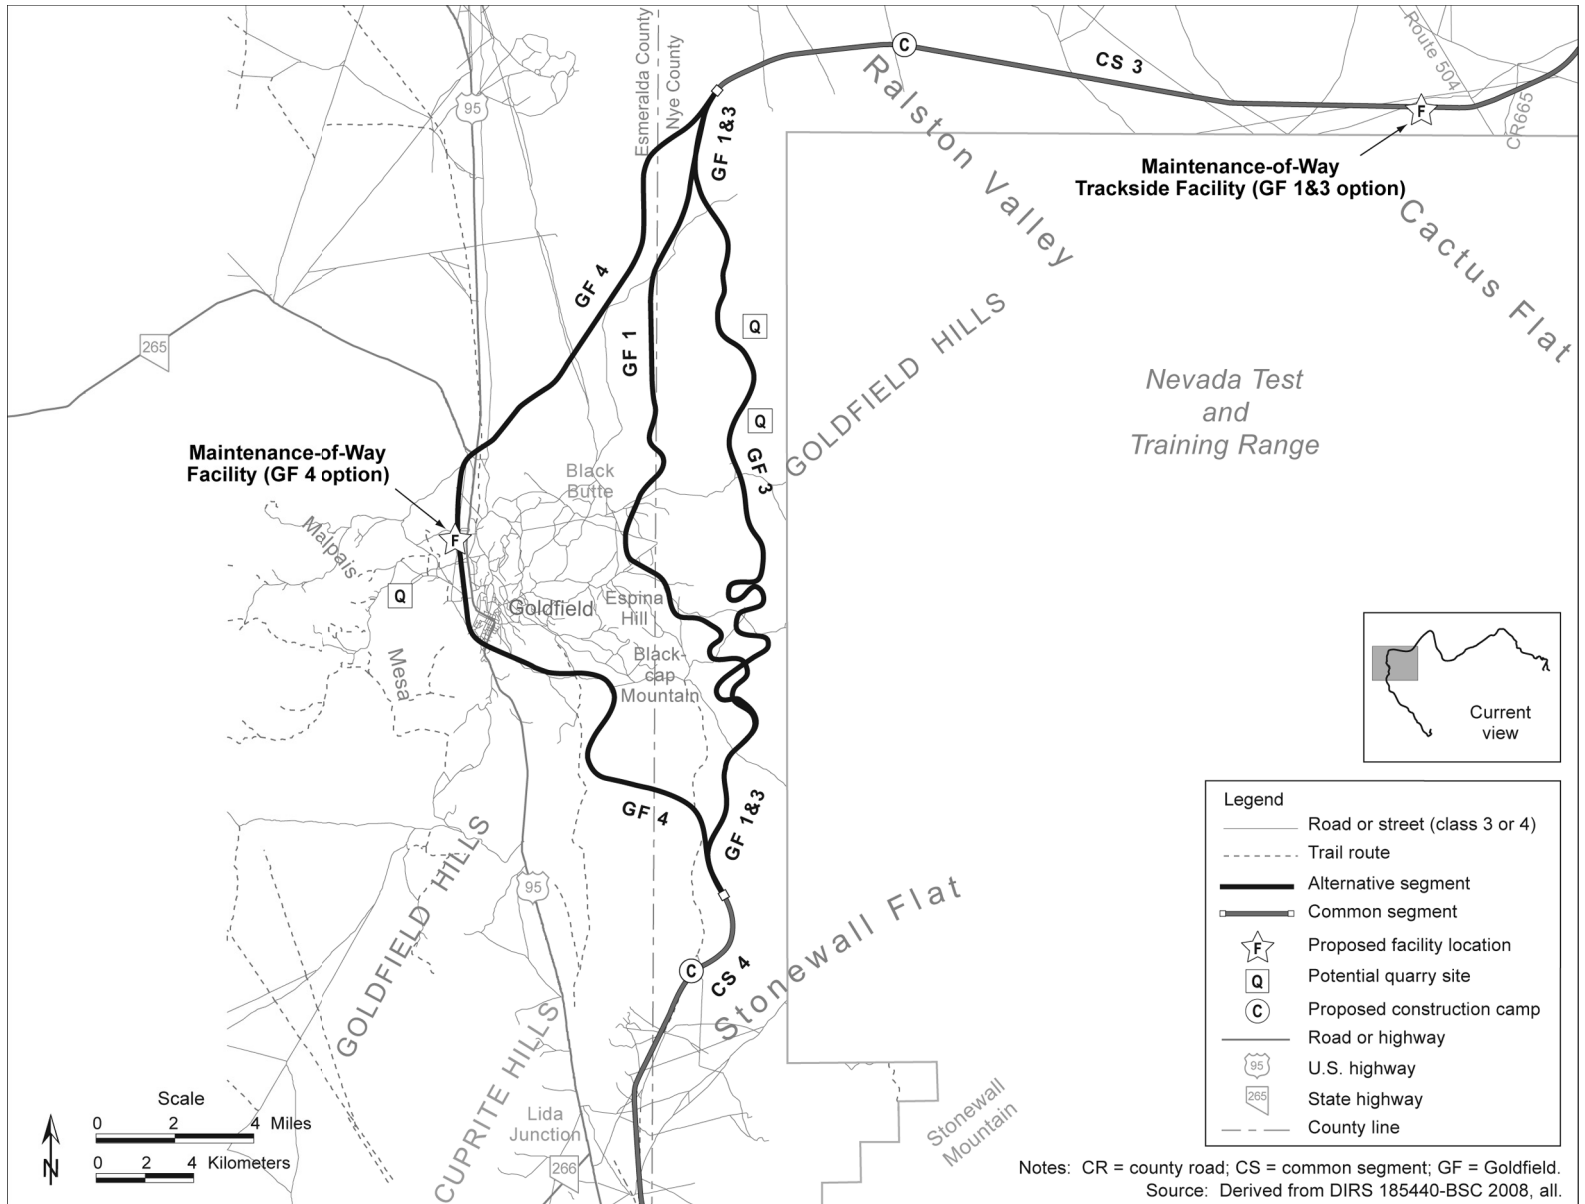 95
Esmeralda County
Nye County
C
CS 3
Route 504
CR665
F
GF 1&3
Ralston Valley
Maintenance-of-Way
Trackside Facility (GF 1&3 option)
Cactus Flat
GF 4
265
GF 1
Q
GOLDFIELD HILLS
Nevada Test
and
Training Range
Q
GF 3
Maintenance-of-Way
Facility (GF 4 option)
Black
Butte
Malpais
F
Q
Goldfield
Espina
Hill
Mesa
Black-
cap
Mountain
Current
view
GF 4
GF 1&3
GOLDFIELD HILLS
95
Stonewall Flat
C
CS 4
CUPRITE HILLS
Lida
Junction
266
Stonewall
Mountain
Legend
Road or street (class 3 or 4)
Trail route
Alternative segment
Common segment
F Proposed facility location
Q Potential quarry site
C Proposed construction camp
Road or highway
95 U.S. highway
265 State highway
County line
Scale
0 2 4 Miles
0 2 4 Kilometers
N
Notes: CR = county road; CS = common segment; GF = Goldfield.
Source: Derived from DIRS 185440-BSC 2008, all.